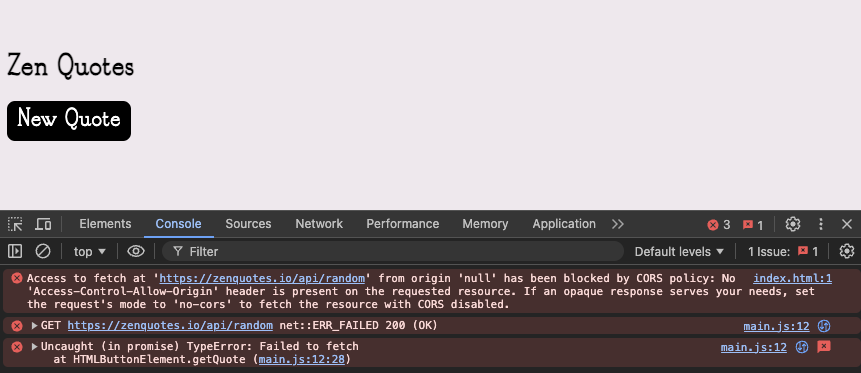 Zen Quotes
New Quote
Elements Console Sources Network Performance Memory Application 3 1
top Filter Default levels 1 Issue: 1
Access to fetch at 'https://zenquotes.io/api/random' from origin 'null' has been blocked by CORS policy: No index.html:1
'Access-Control-Allow-Origin' header is present on the requested resource. If an opaque response serves your needs, set
the request's mode to 'no-cors' to fetch the resource with CORS disabled.
GET https://zenquotes.io/api/random net::ERR_FAILED 200 (OK) main.js:12
Uncaught (in promise) TypeError: Failed to fetch main.js:12
at HTMLButtonElement.getQuote (main.js:12:28)